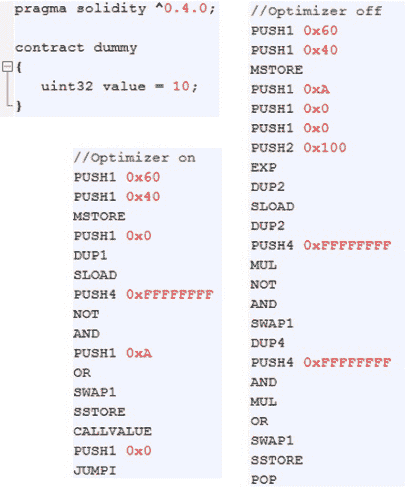 pragma solidity ^0.4.0;
contract dummy
{
uint32 value = 10;
}
//Optimizer on
PUSH1 0x60
PUSH1 0x40
MSTORE
PUSH1 0x0
DUP1
SLOAD
PUSH4 0xFFFFFFFF
NOT
AND
PUSH1 0xA
OR
SWAP1
SSTORE
CALLVALUE
PUSH1 0x0
JUMPI
//Optimizer off
PUSH1 0x60
PUSH1 0x40
MSTORE
PUSH1 0xA
PUSH1 0x0
PUSH1 0x0
PUSH2 0x100
EXP
DUP2
SLOAD
DUP2
PUSH4 0xFFFFFFFF
MUL
NOT
AND
SWAP1
DUP4
PUSH4 0xFFFFFFFF
AND
MUL
OR
SWAP1
SSTORE
POP